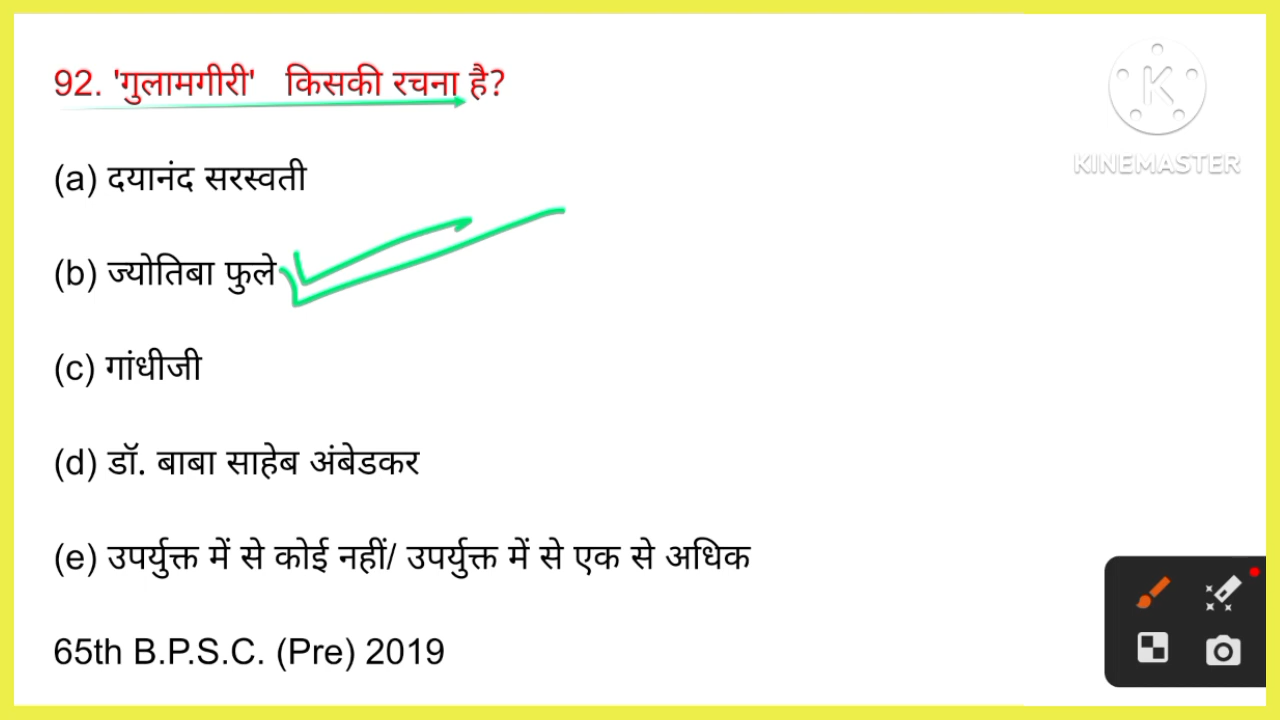 92. 'गुलामगीरी' किसकी रचना है?
KINEMASTER
(a) दयानंद सरस्वती
(b) ज्योतिबा फुले
(c) गांधीजी
(d) डॉ. बाबा साहेब अंबेडकर
(e) उपर्युक्त में से कोई नहीं/ उपर्युक्त में से एक से अधिक
65th B.P.S.C. (Pre) 2019